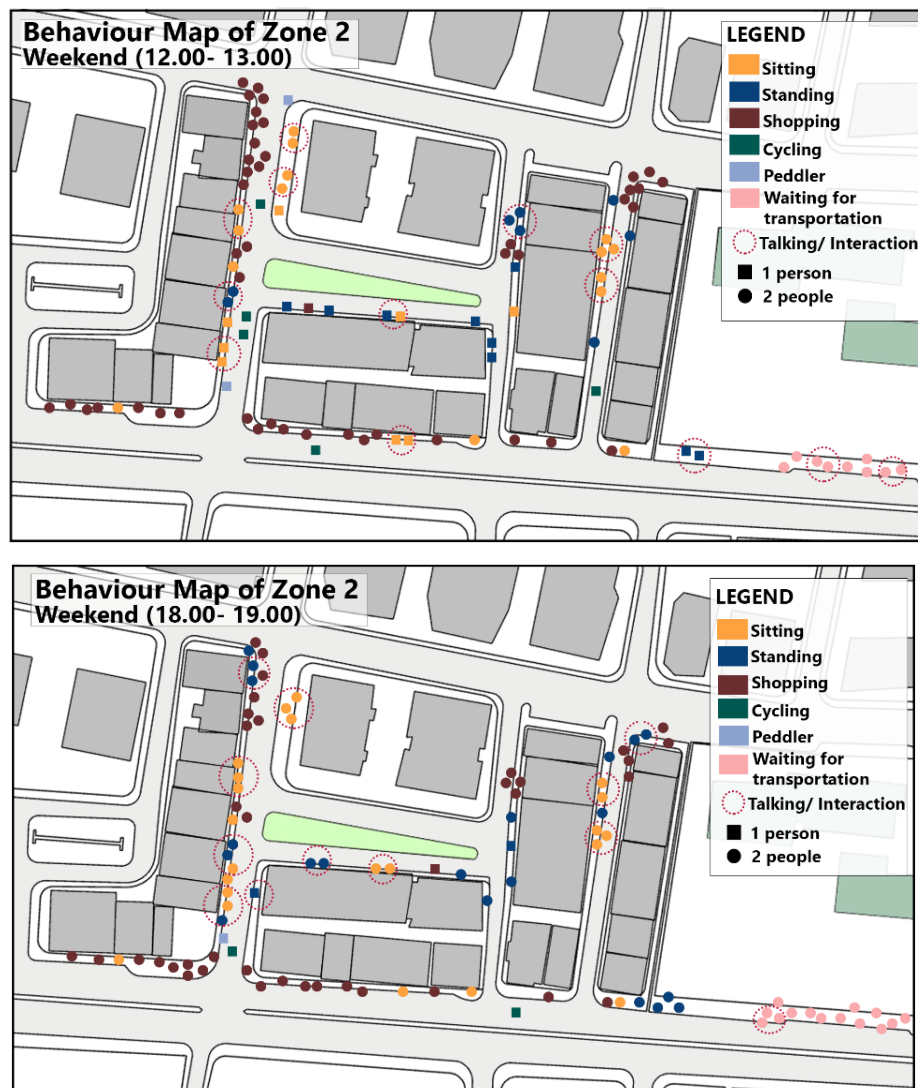 Behaviour Map of Zone 2
Weekend (12.00- 13.00)
LEGEND
Sitting
Standing
Shopping
Cycling
Peddler
Waiting for
transportation
Talking/ Interaction
1 person
2 people
Behaviour Map of Zone 2
Weekend (18.00- 19.00)
LEGEND
Sitting
Standing
Shopping
Cycling
Peddler
Waiting for
transportation
Talking/ Interaction
1 person
2 people